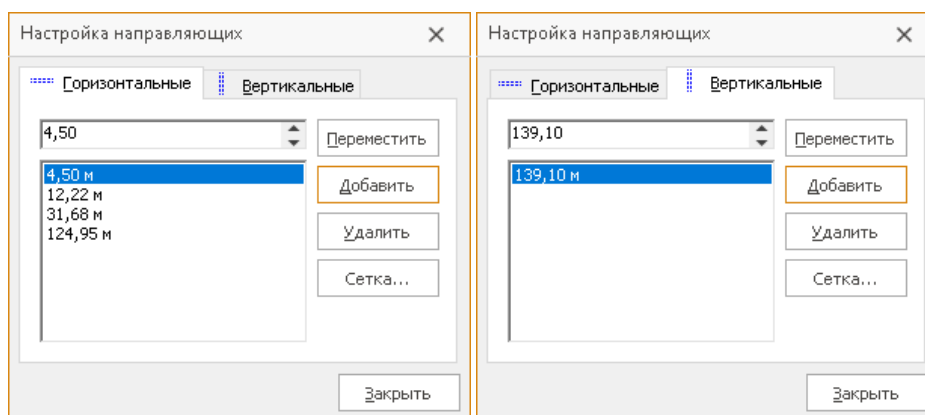 Настройка направляющих
Горизонтальные Вертикальные
4,50
Переместить
4,50 м
12,22 м
31,68 м
124,95 м
Добавить
Удалить
Сетка...
Закрыть
Настройка направляющих
Горизонтальные Вертикальные
139,10
Переместить
139,10 м
Добавить
Удалить
Сетка...
Закрыть